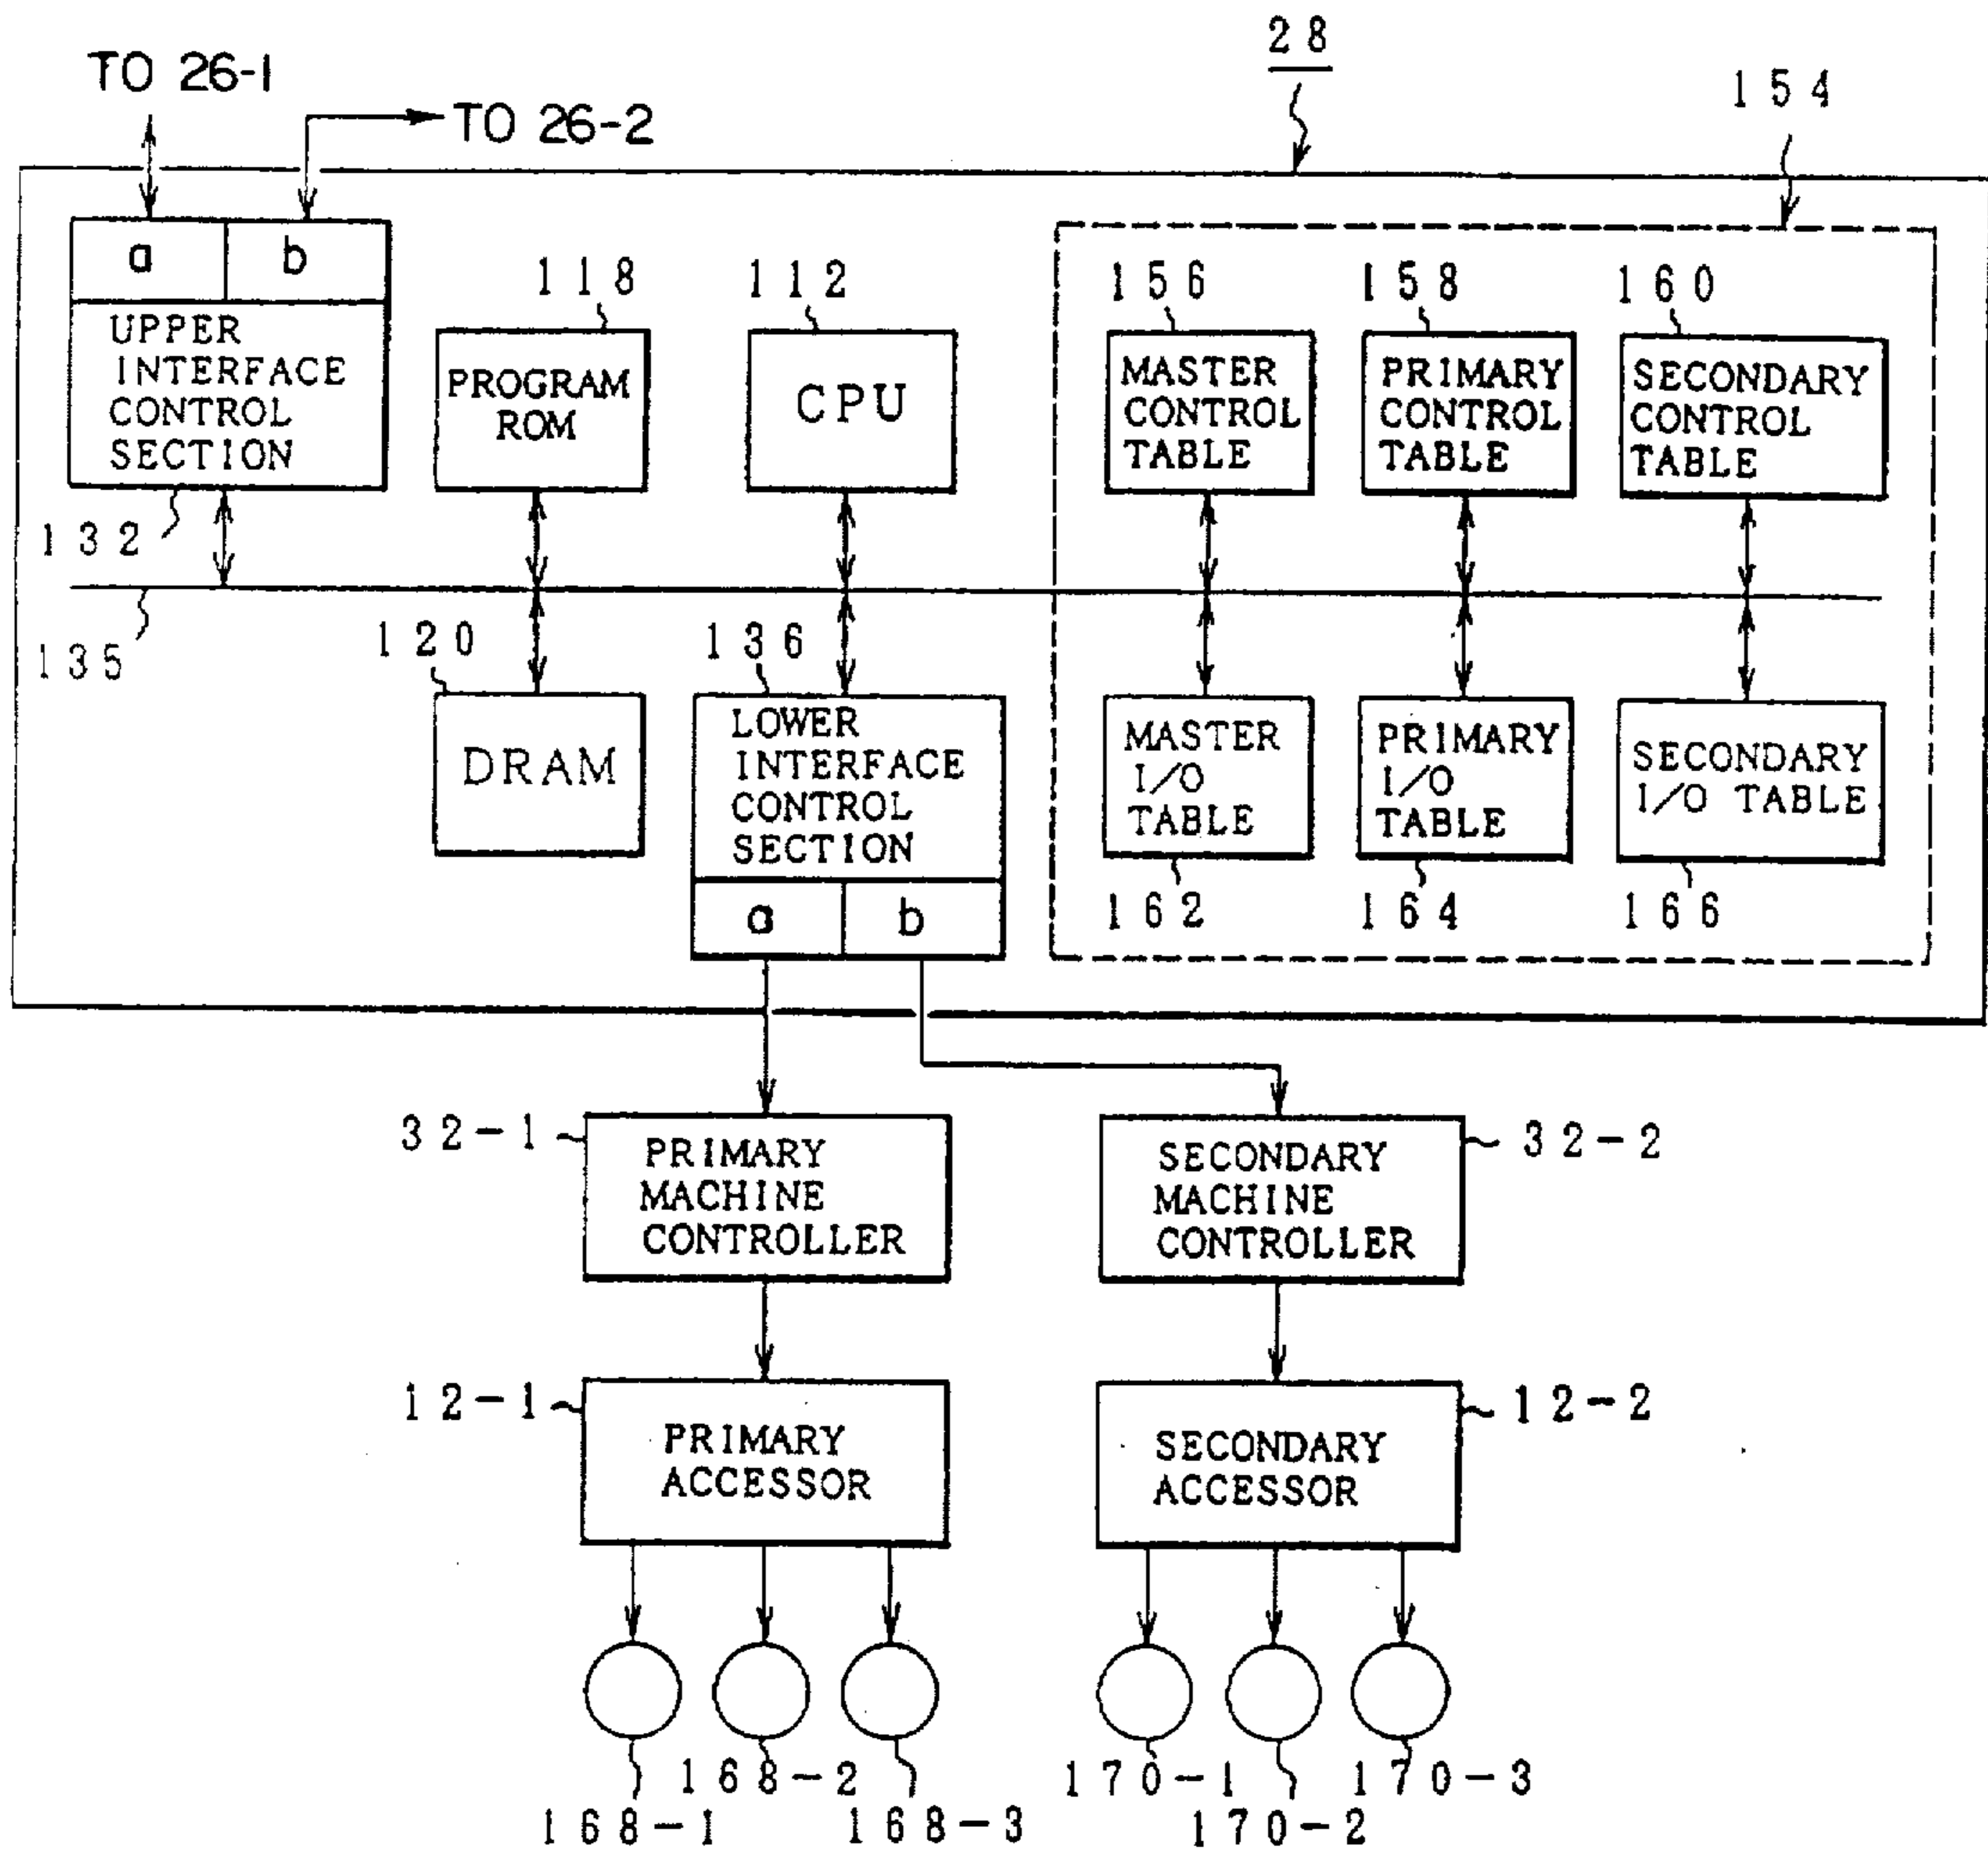 28
TO 26-1
154
TO 26-2
a
b
118
112
156
158
160
UPPER
INTERFACE
CONTROL
SECTION
PROGRAM
ROM
CPU
MASTER
CONTROL
TABLE
PRIMARY
CONTROL
TABLE
SECONDARY
CONTROL
TABLE
132
135
120
136
DRAM
LOWER
INTERFACE
CONTROL
SECTION
MASTER
I/O
TABLE
PRIMARY
I/O
TABLE
SECONDARY
I/O TABLE
a
b
162
164
166
32-1
PRIMARY
MACHINE
CONTROLLER
SECONDARY
MACHINE
CONTROLLER
32-2
12-1
PRIMARY
ACCESSOR
SECONDARY
ACCESSOR
12-2
168-1
168-2
168-3
170-1
170-2
170-3